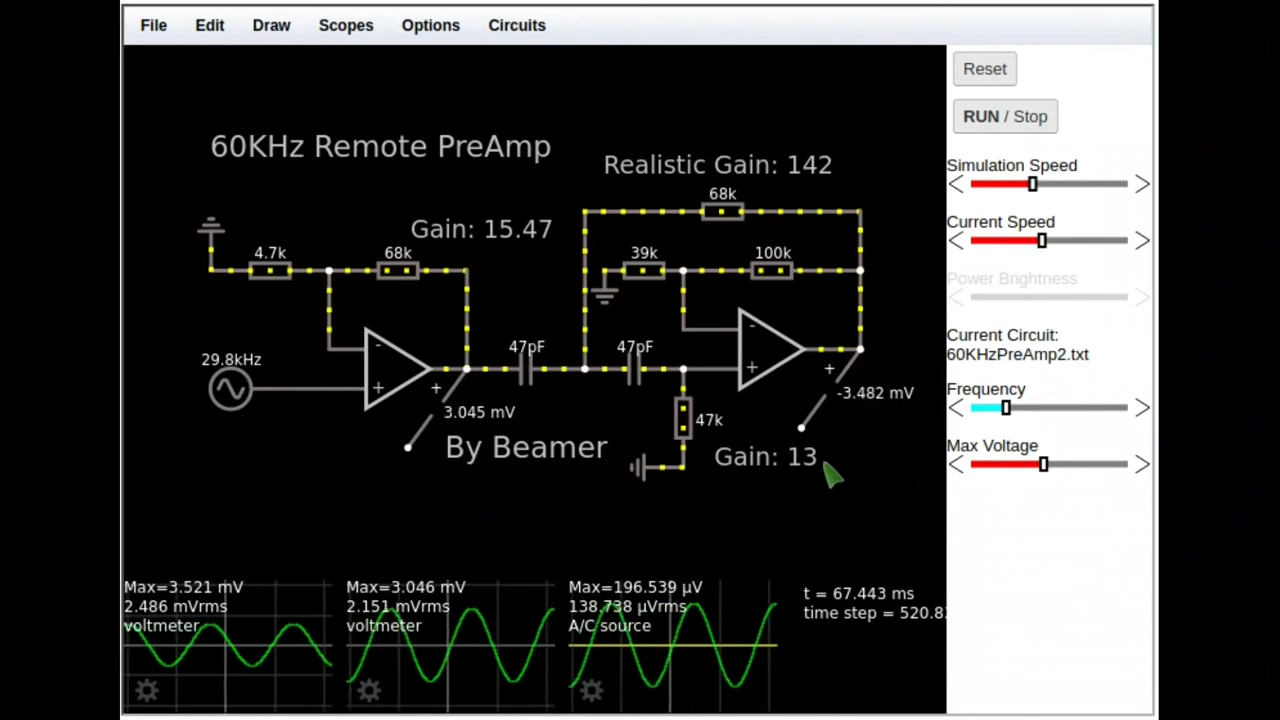 File Edit Draw Scopes Options Circuits
Reset
RUN / Stop
Simulation Speed
Current Speed
Power Brightness
Current Circuit:
60KHzPreAmp2.txt
Frequency
Max Voltage
60KHz Remote PreAmp
Realistic Gain: 142
68k
Gain: 15.47
4.7k
68k
39k
100k
-
-
47pF
47pF
29.8kHz
+
+
+
+
3.045 mV
-3.482 mV
47k
By Beamer
Gain: 13
Max=3.521 mV
2.486 mVrms
voltmeter
Max=3.046 mV
2.151 mVrms
voltmeter
Max=196.539 µV
138.738 µVrms
A/C source
t = 67.443 ms
time step = 520.8